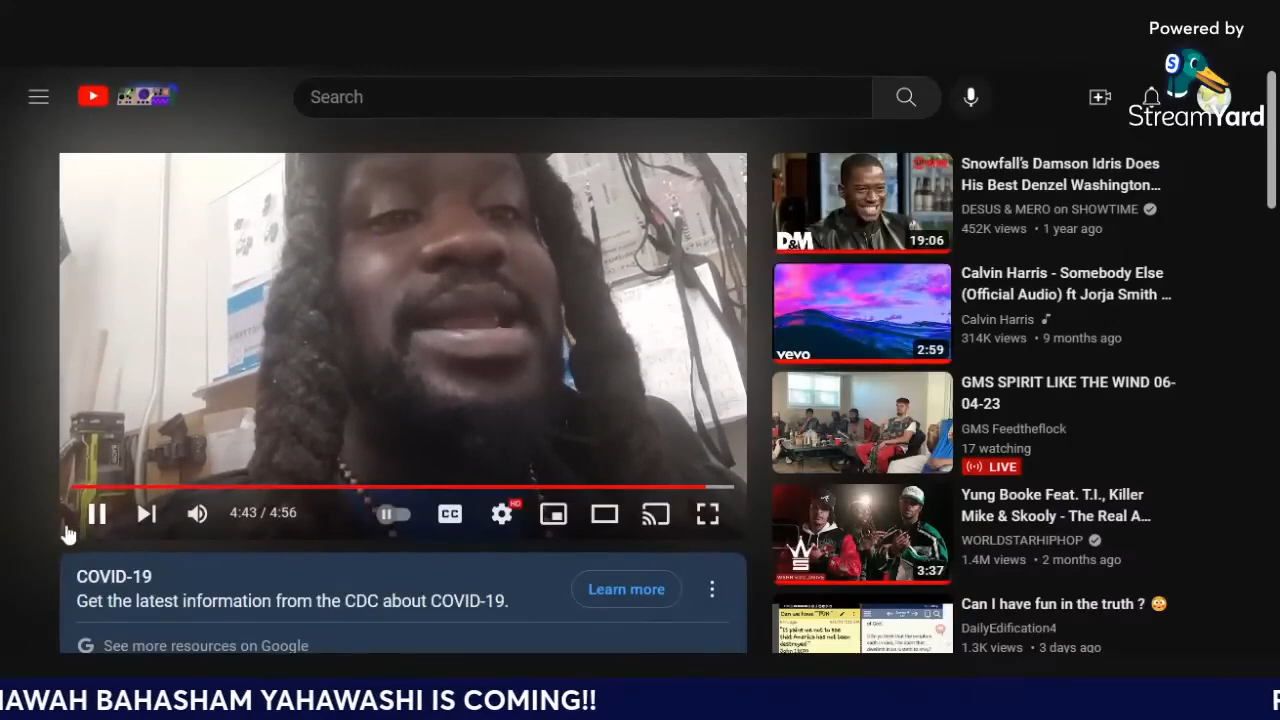 Powered by
StreamYard
Search
Snowfall's Damson Idris Does
His Best Denzel Washington...
DESUS & MERO on SHOWTIME
452K views • 1 year ago
D&M
19:06
Calvin Harris - Somebody Else
(Official Audio) ft Jorja Smith ...
Calvin Harris
314K views • 9 months ago
vevo
2:59
GMS SPIRIT LIKE THE WIND 06-
04-23
GMS Feedtheflock
17 watching
LIVE
Yung Booke Feat. T.I., Killer
Mike & Skooly - The Real A...
WORLDSTARHIPHOP
1.4M views • 2 months ago
3:37
Can I have fun in the truth ?
DailyEdification4
1.3K views • 3 days ago
4:43 / 4:56
CC
HD
COVID-19
Get the latest information from the CDC about COVID-19.
Learn more
See more resources on Google
HAWAH BAHASHAM YAHAWASHI IS COMING!!